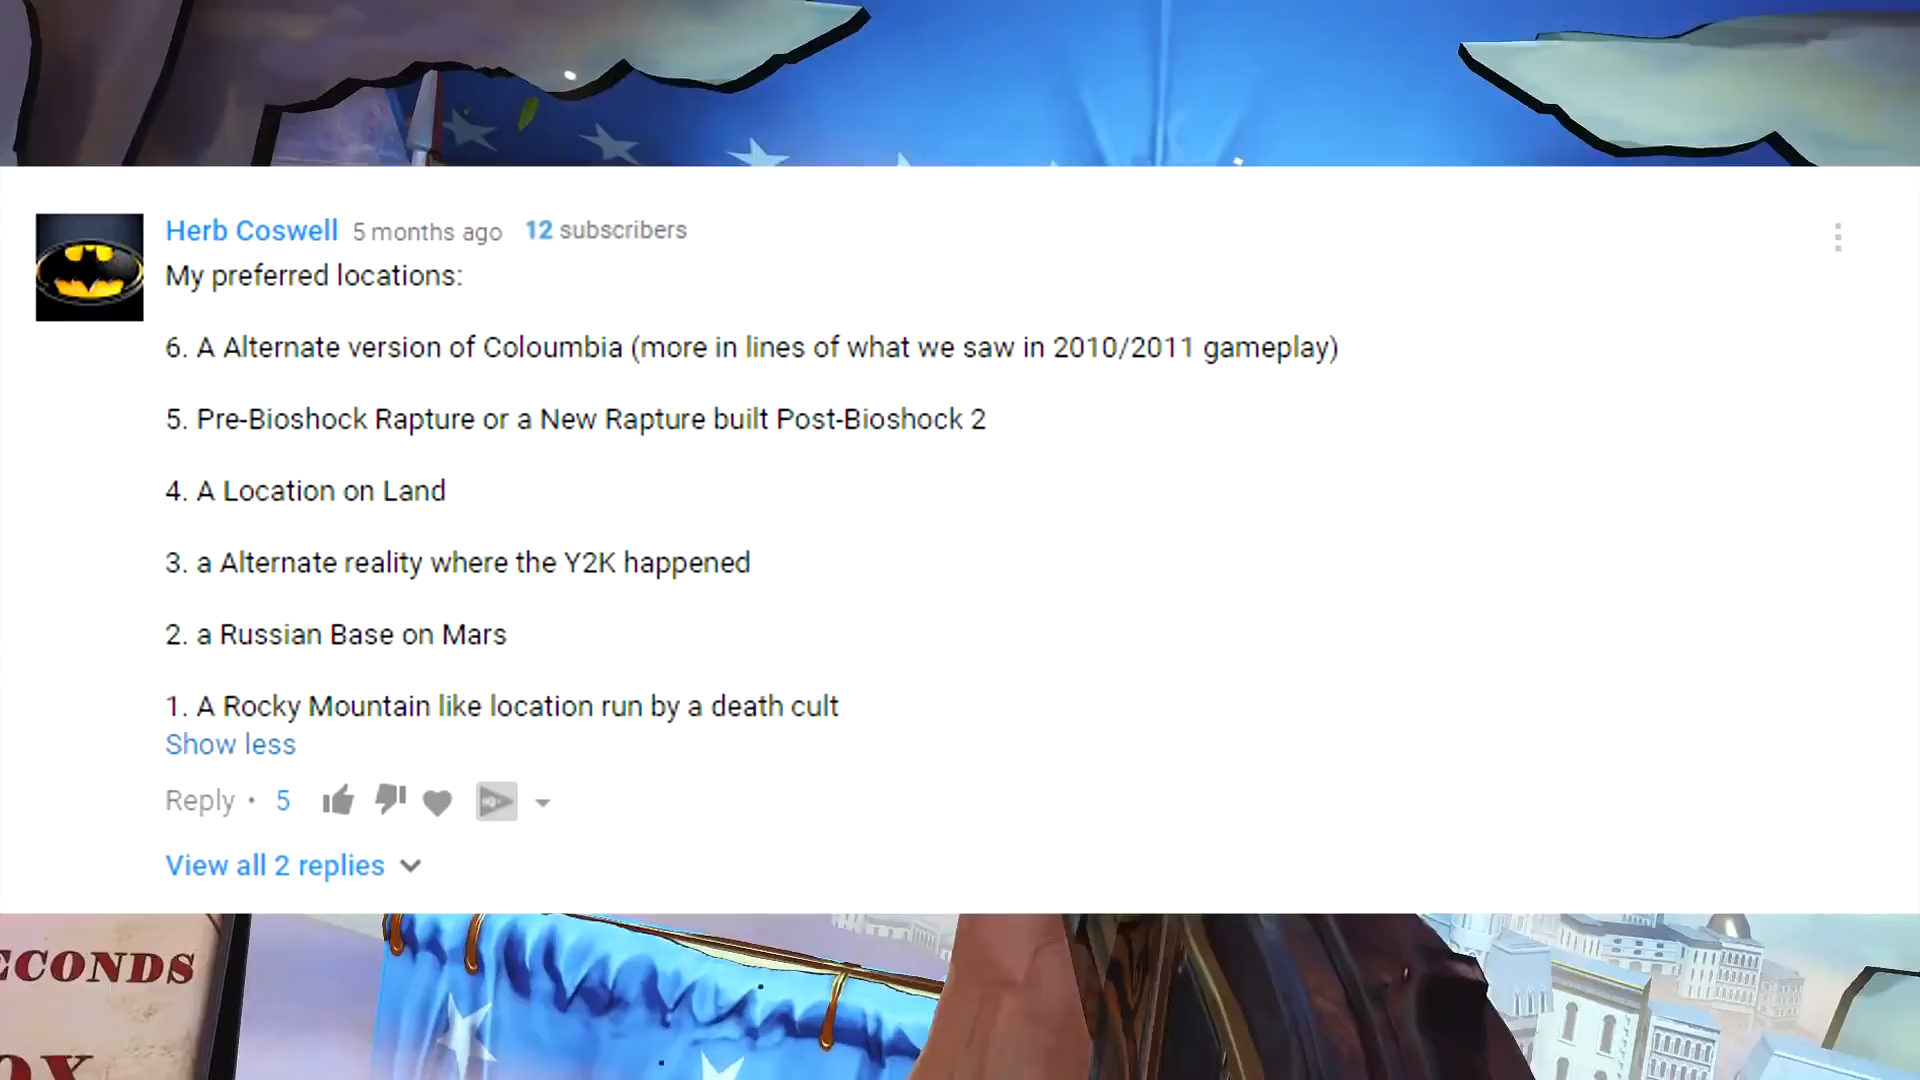 Herb Coswell 5 months ago 12 subscribers
My preferred locations:
6. A Alternate version of Coloumbia (more in lines of what we saw in 2010/2011 gameplay)
5. Pre-Bioshock Rapture or a New Rapture built Post-Bioshock 2
4. A Location on Land
3. a Alternate reality where the Y2K happened
2. a Russian Base on Mars
1. A Rocky Mountain like location run by a death cult
Show less
Reply • 5
View all 2 replies
ECONDS
OX